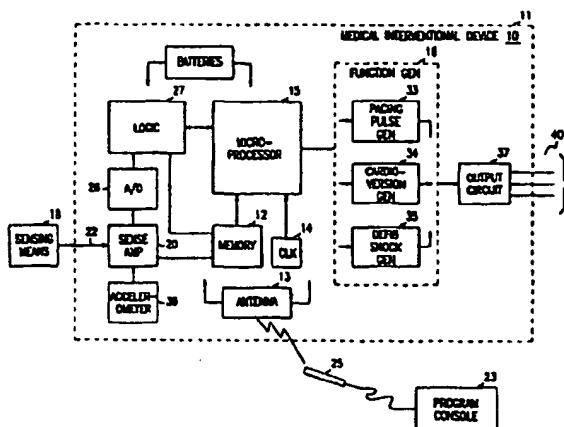 11
MEDICAL INTERVENTIONAL DEVICE 10
BATTERIES
16
FUNCTION GEN
27
LOGIC
15
MICRO-
PROCESSOR
33
PACING
PULSE
GEN
40
34
CARDIO-
VERSION
GEN
37
OUTPUT
CIRCUIT
26
A/D
18
SENSING
MEANS
22
20
SENSE
AMP
12
MEMORY
14
CLK
35
DEFIB
SHOCK
GEN
ACCELER
OMETER
13
ANTENNA
25
23
PROGRAM
CONSOLE